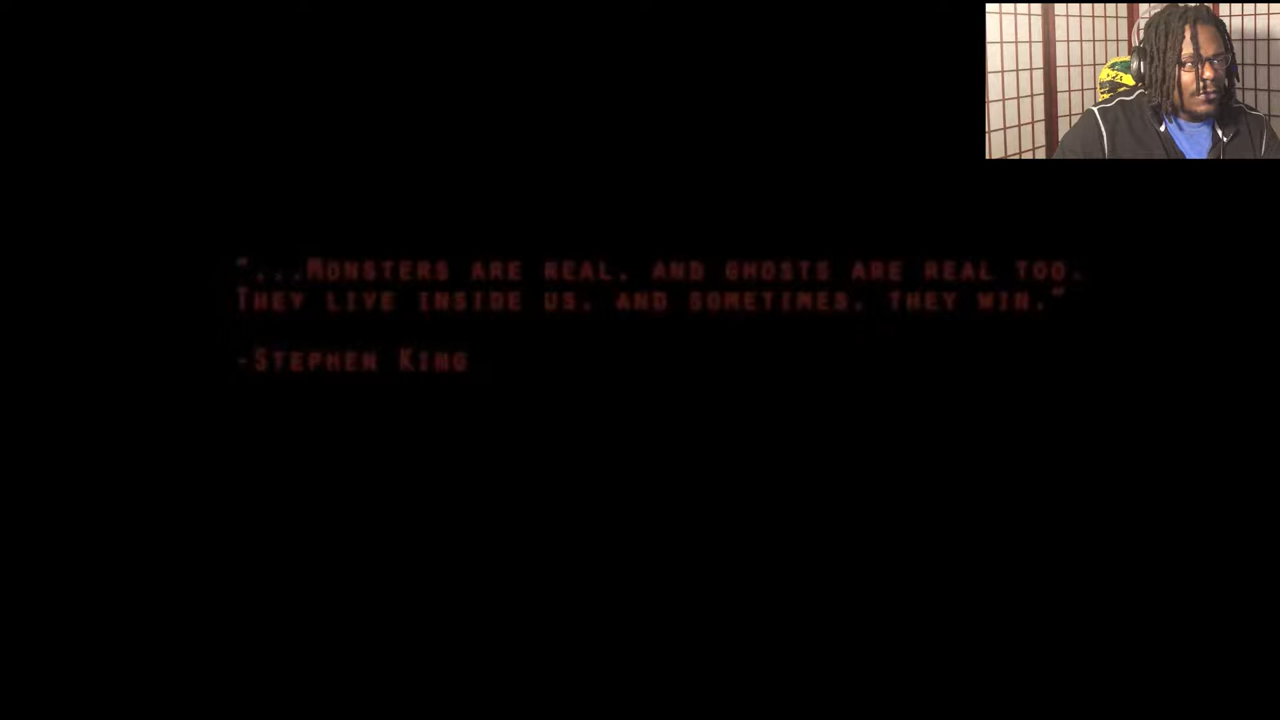 "...Monsters are real, and ghosts are real too.
They live inside us, and sometimes, they win."
-Stephen King